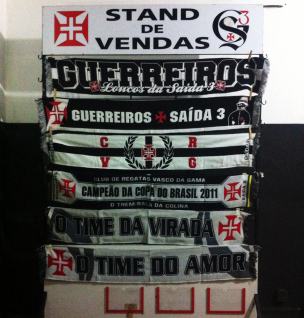 STAND
DE
VENDAS
S
3
GUERREIROS
Loucos da Saída 3
GUERREIROS SAÍDA 3
C R
V G
CLUB DE REGATAS VASCO DA GAMA
CAMPEÃO DA COPA DO BRASIL 2011
O TREM BALA DA COLINA
O TIME DA VIRADA
O TIME DO AMOR